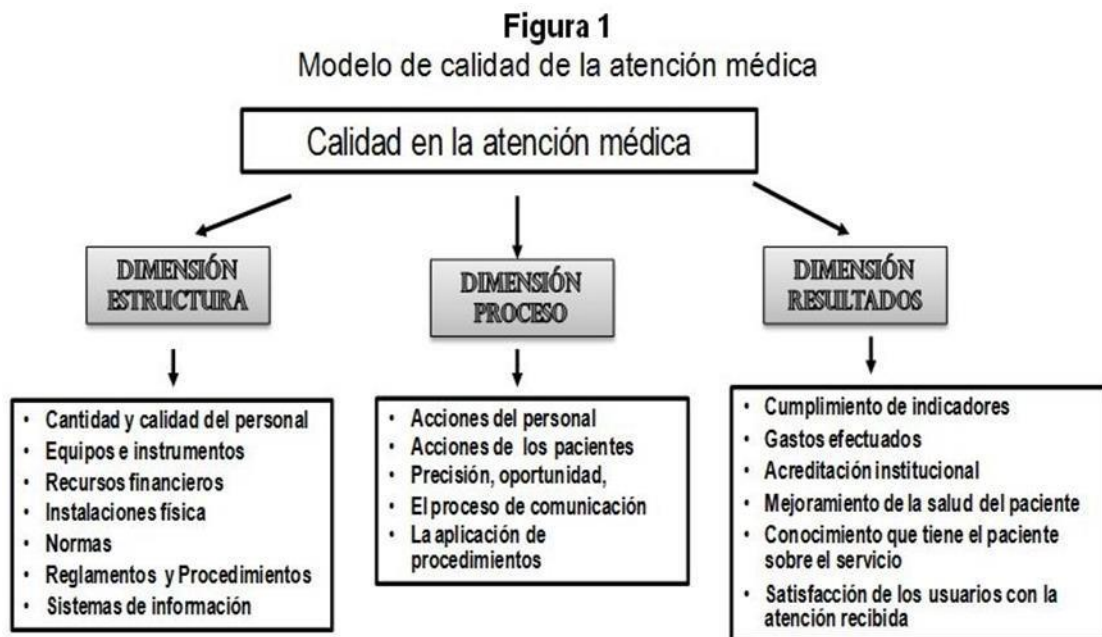 Figura 1
Modelo de calidad de la atención médica
Calidad en la atención médica
DIMENSIÓN
ESTRUCTURA
DIMENSIÓN
PROCESO
DIMENSIÓN
RESULTADOS
• Cantidad y calidad del personal
• Equipos e instrumentos
• Recursos financieros
• Instalaciones física
• Normas
• Reglamentos y Procedimientos
• Sistemas de información
• Acciones del personal
• Acciones de los pacientes
• Precisión, oportunidad,
• El proceso de comunicación
• La aplicación de
procedimientos
• Cumplimiento de indicadores
• Gastos efectuados
• Acreditación institucional
• Mejoramiento de la salud del paciente
• Conocimiento que tiene el paciente
sobre el servicio
• Satisfacción de los usuarios con la
atención recibida